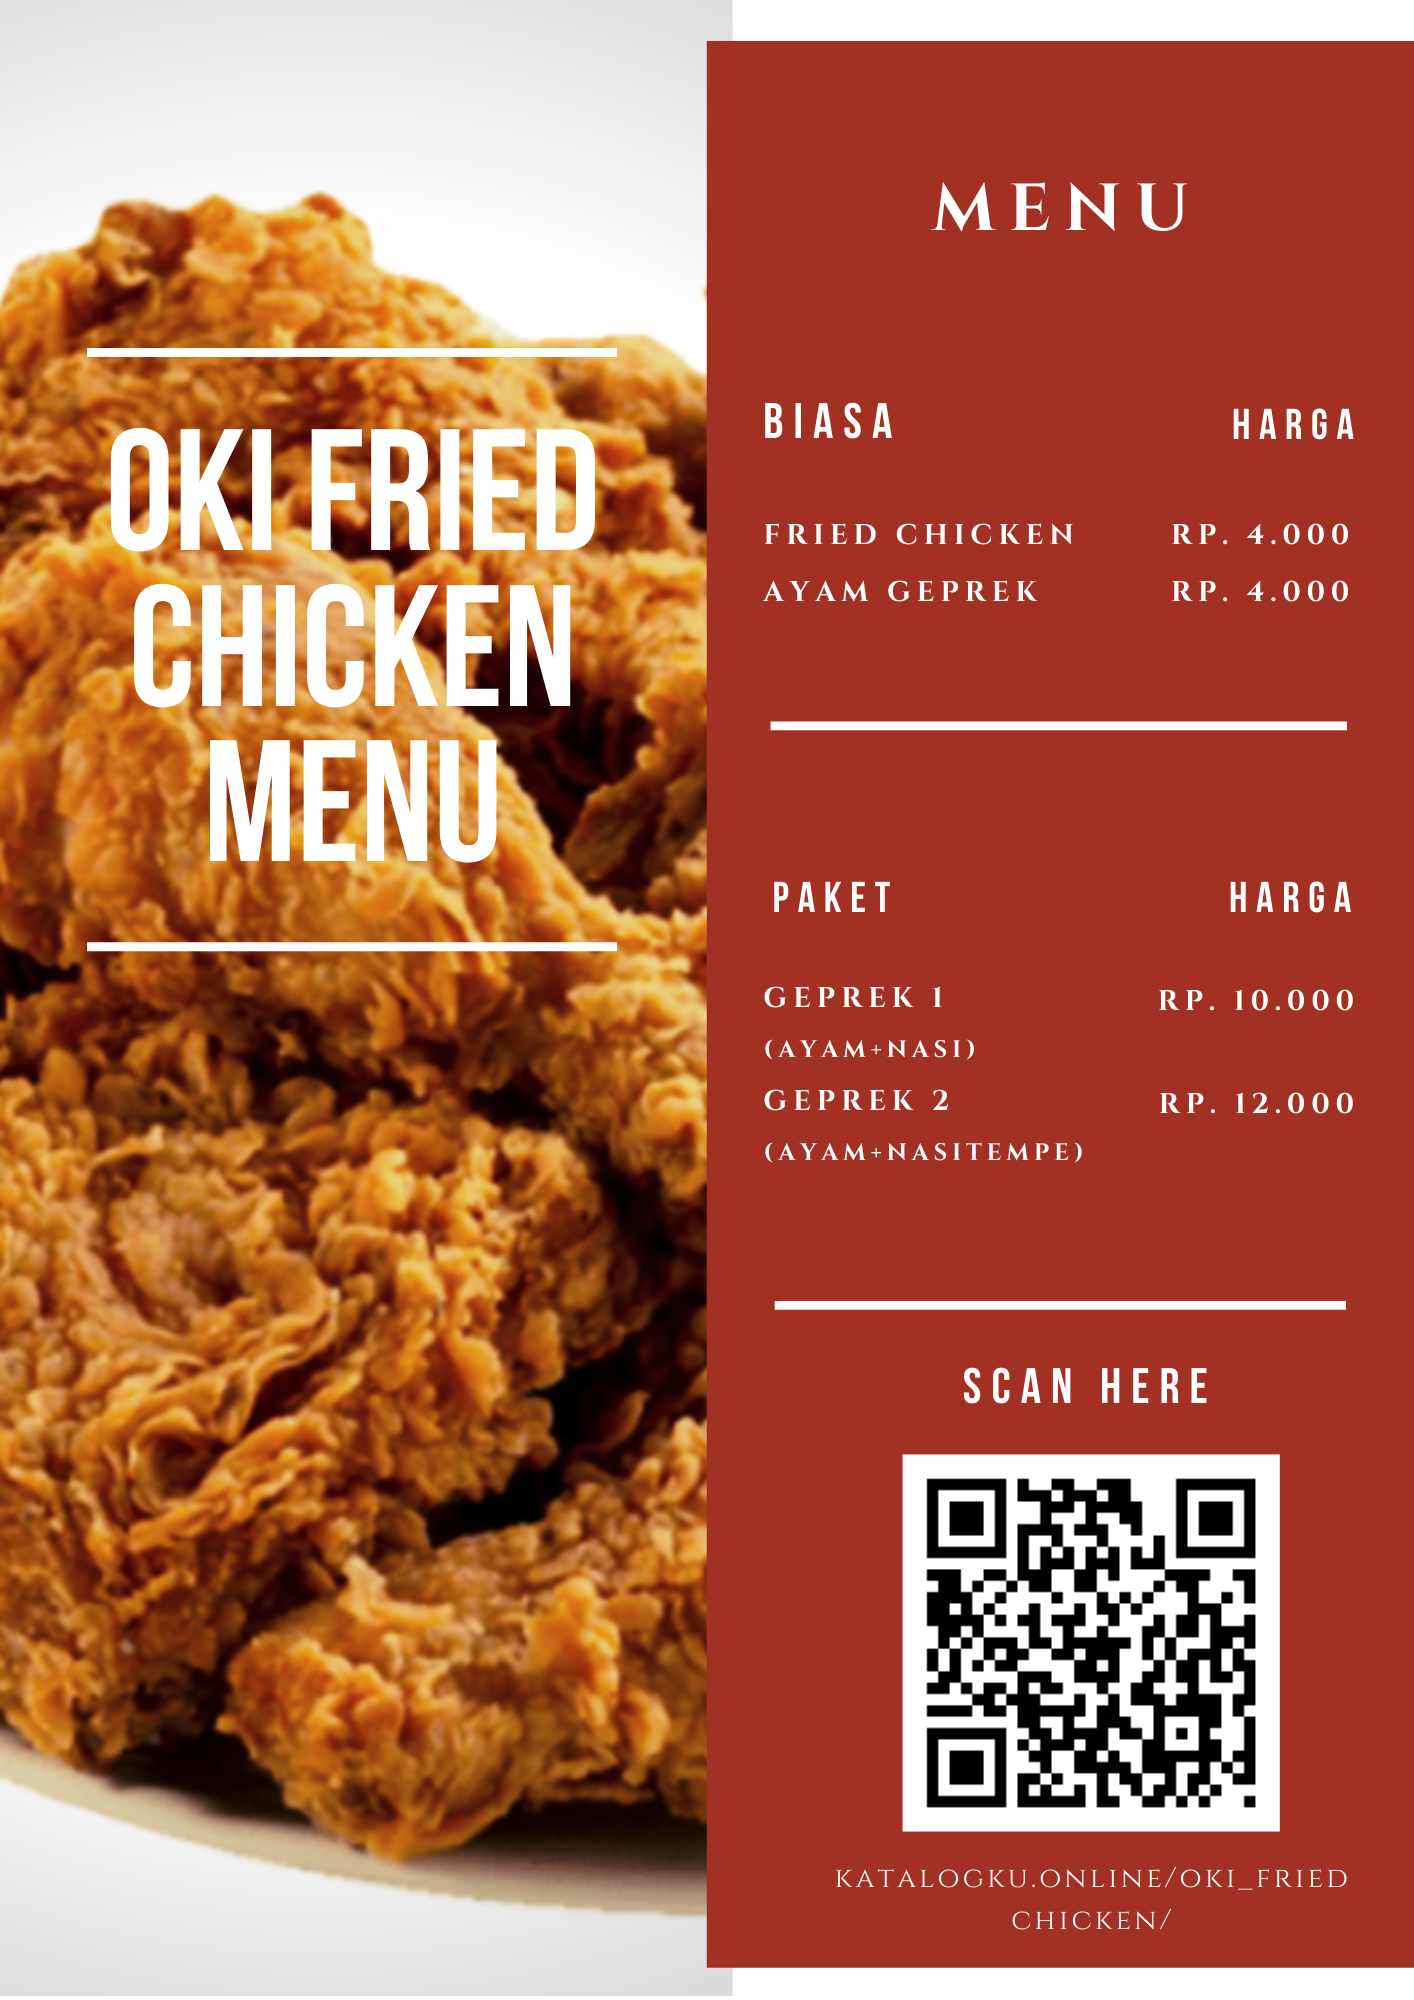 OKI FRIED
CHICKEN
MENU
MENU
BIASA HARGA
FRIED CHICKEN RP. 4.000
AYAM GEPREK RP. 4.000
PAKET HARGA
GEPREK 1 RP. 10.000
(AYAM+NASI)
GEPREK 2 RP. 12.000
(AYAM+NASITEMPE)
SCAN HERE
KATALOGKU.ONLINE/OKI_FRIED
CHICKEN/